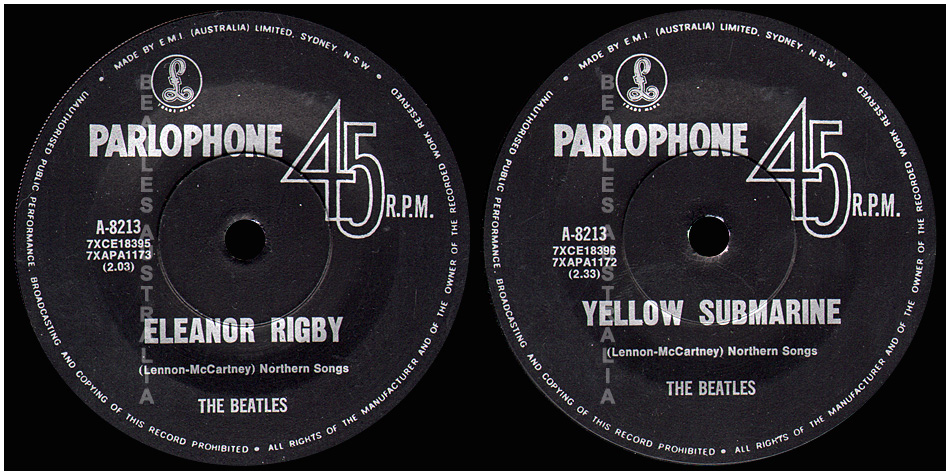 MADE BY E.M.I. (AUSTRALIA) LIMITED, SYDNEY, N.S.W.
UNAUTHORISED PUBLIC PERFORMANCE, BROADCASTING AND COPYING OF THIS RECORD PROHIBITED • ALL RIGHTS OF THE MANUFACTURER AND OF THE OWNER OF THE RECORDED WORK RESERVED
£
TRADE MARK
PARLOPHONE
45 R.P.M.
A-8213
7XCE18395
7XAPA1173
(2.03)
ELEANOR RIGBY
(Lennon-McCartney) Northern Songs
THE BEATLES
BEATLES AUSTRALIA
MADE BY E.M.I. (AUSTRALIA) LIMITED, SYDNEY, N.S.W.
UNAUTHORISED PUBLIC PERFORMANCE, BROADCASTING AND COPYING OF THIS RECORD PROHIBITED • ALL RIGHTS OF THE MANUFACTURER AND OF THE OWNER OF THE RECORDED WORK RESERVED
£
TRADE MARK
PARLOPHONE
45 R.P.M.
A-8213
7XCE18396
7XAPA1172
(2.33)
YELLOW SUBMARINE
(Lennon-McCartney) Northern Songs
THE BEATLES
BEATLES AUSTRALIA